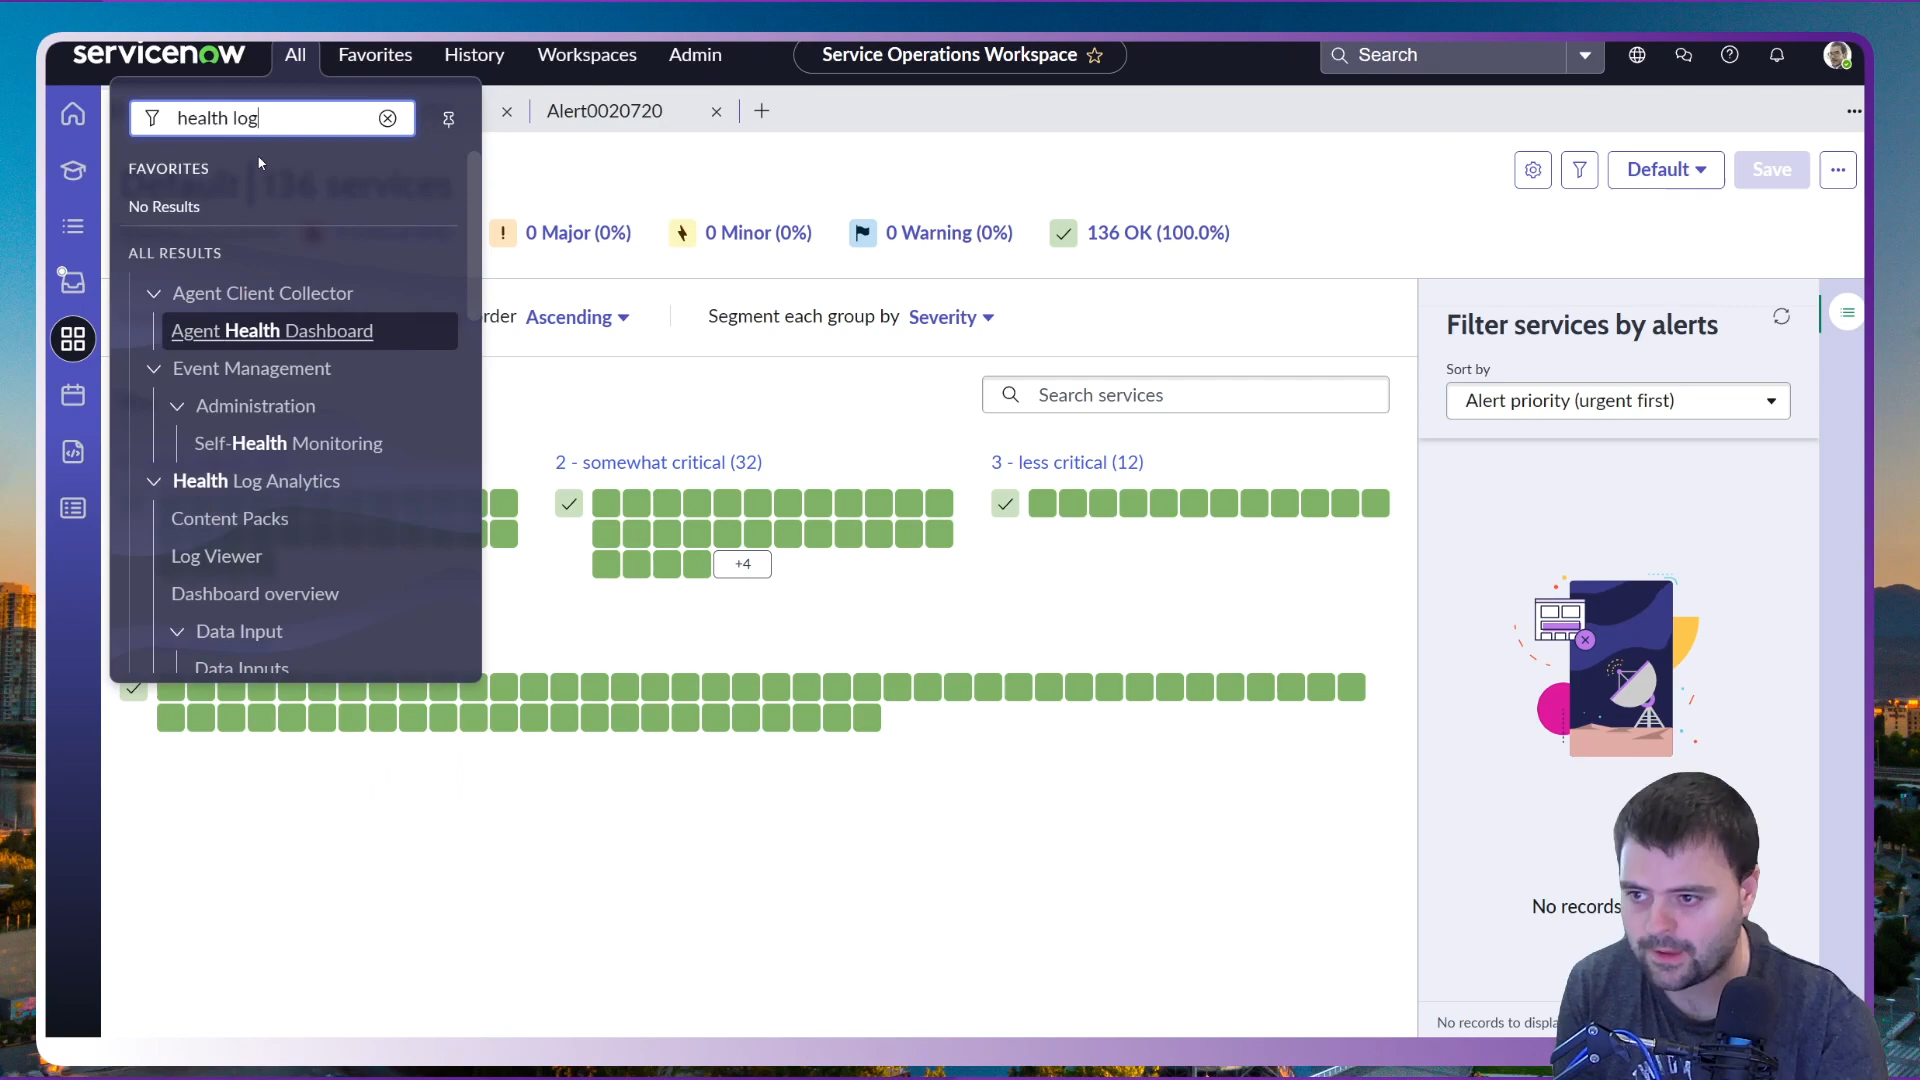 servicenow
All
Favorites
History
Workspaces
Admin
Service Operations Workspace
Search
health log
Alert0020720
FAVORITES
No Results
ALL RESULTS
Agent Client Collector
Agent Health Dashboard
Event Management
Administration
Self-Health Monitoring
Health Log Analytics
Content Packs
Log Viewer
Dashboard overview
Data Input
Data Inputs
Default | 136 services
Default
Save
0 Major (0%)
0 Minor (0%)
0 Warning (0%)
136 OK (100.0%)
rder Ascending
Segment each group by Severity
Search services
2 - somewhat critical (32)
3 - less critical (12)
+4
Filter services by alerts
Sort by
Alert priority (urgent first)
No records
No records to displa